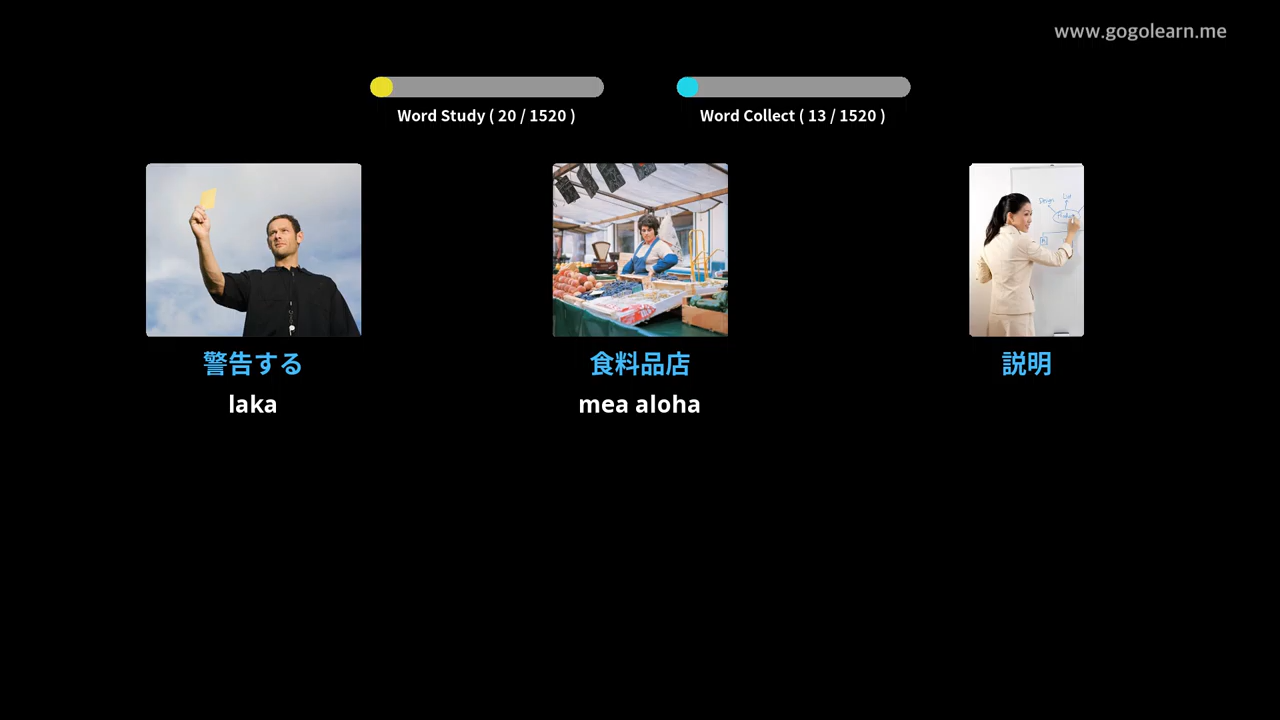 www.gogolearn.me
Word Study ( 20 / 1520 )
Word Collect ( 13 / 1520 )
警告する
食料品店
説明
laka
mea aloha